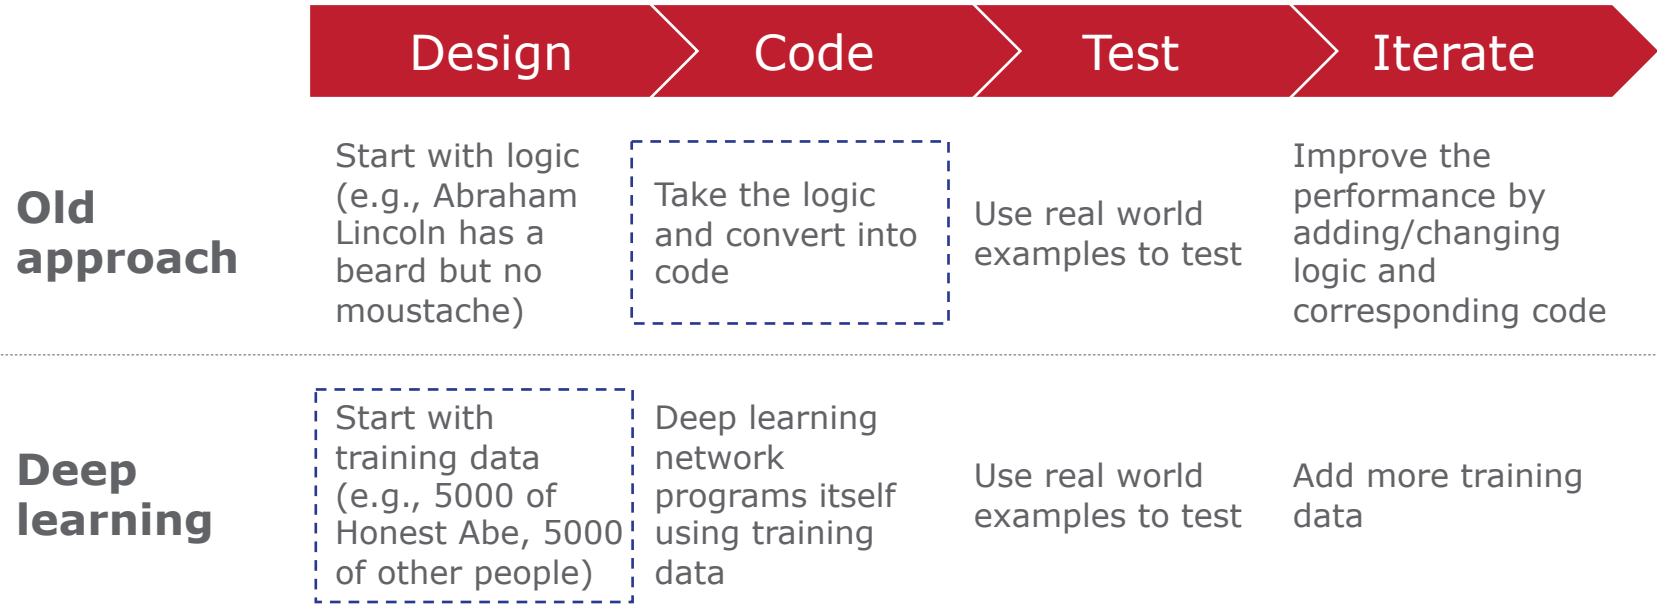 Design Code Test Iterate
Old
approach
Start with logic
(e.g., Abraham
Lincoln has a
beard but no
moustache)
Take the logic
and convert into
code
Use real world
examples to test
Improve the
performance by
adding/changing
logic and
corresponding code
Deep
learning
Start with
training data
(e.g., 5000 of
Honest Abe, 5000
of other people)
Deep learning
network
programs itself
using training
data
Use real world
examples to test
Add more training
data